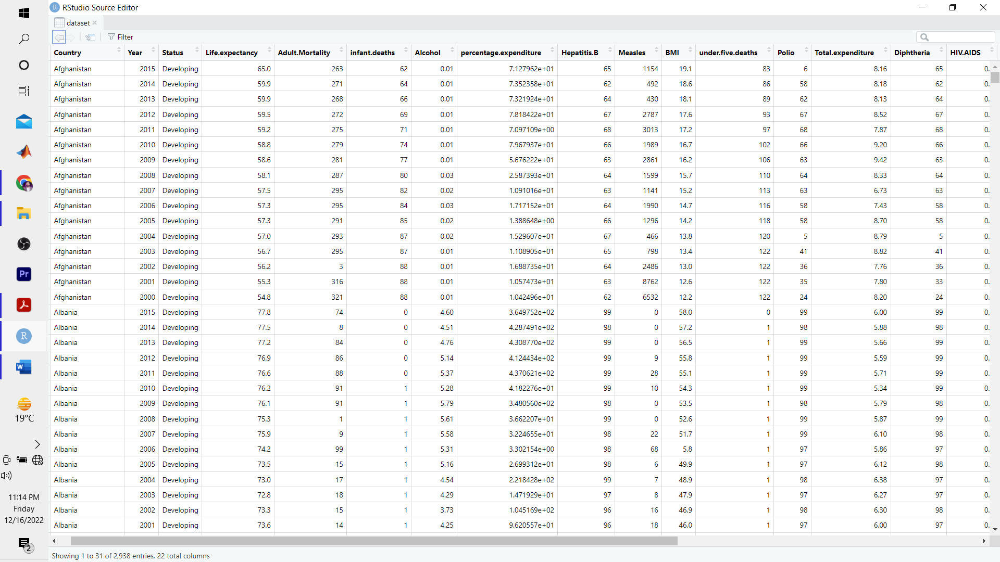 RStudio Source Editor
dataset
Filter
Country Year Status Life.expectancy Adult.Mortality infant.deaths Alcohol percentage.expenditure Hepatitis.B Measles BMI under.five.deaths Polio Total.expenditure Diphtheria HIV.AIDS
Afghanistan 2015 Developing 65.0 263 62 0.01 7.127962e+01 65 1154 19.1 83 6 8.16 65 0.
Afghanistan 2014 Developing 59.9 271 64 0.01 7.352358e+01 62 492 18.6 86 58 8.18 62 0.
Afghanistan 2013 Developing 59.9 268 66 0.01 7.321924e+01 64 430 18.1 89 62 8.13 64 0.
Afghanistan 2012 Developing 59.5 272 69 0.01 7.818422e+01 67 2787 17.6 93 67 8.52 67 0.
Afghanistan 2011 Developing 59.2 275 71 0.01 7.097109e+00 68 3013 17.2 97 68 7.87 68 0.
Afghanistan 2010 Developing 58.8 279 74 0.01 7.967937e+01 66 1989 16.7 102 66 9.20 66 0.
Afghanistan 2009 Developing 58.6 281 77 0.01 5.676222e+01 63 2861 16.2 106 63 9.42 63 0.
Afghanistan 2008 Developing 58.1 287 80 0.03 2.587393e+01 64 1599 15.7 110 64 8.33 64 0.
Afghanistan 2007 Developing 57.5 295 82 0.02 1.091016e+01 63 1141 15.2 113 63 6.73 63 0.
Afghanistan 2006 Developing 57.3 295 84 0.03 1.717152e+01 64 1990 14.7 116 58 7.43 58 0.
Afghanistan 2005 Developing 57.3 291 85 0.02 1.388648e+00 66 1296 14.2 118 58 8.70 58 0.
Afghanistan 2004 Developing 57.0 293 87 0.02 1.529607e+01 67 466 13.8 120 5 8.79 5 0.
Afghanistan 2003 Developing 56.7 295 87 0.01 1.108905e+01 65 798 13.4 122 41 8.82 41 0.
Afghanistan 2002 Developing 56.2 3 88 0.01 1.688735e+01 64 2486 13.0 122 36 7.76 36 0.
Afghanistan 2001 Developing 55.3 316 88 0.01 1.057473e+01 63 8762 12.6 122 35 7.80 33 0.
Afghanistan 2000 Developing 54.8 321 88 0.01 1.042496e+01 62 6532 12.2 122 24 8.20 24 0.
Albania 2015 Developing 77.8 74 0 4.60 3.649752e+02 99 0 58.0 0 99 6.00 99 0.
Albania 2014 Developing 77.5 8 0 4.51 4.287491e+02 98 0 57.2 1 98 5.88 98 0.
Albania 2013 Developing 77.2 84 0 4.76 4.308770e+02 99 0 56.5 1 99 5.66 99 0.
Albania 2012 Developing 76.9 86 0 5.14 4.124434e+02 99 9 55.8 1 99 5.59 99 0.
Albania 2011 Developing 76.6 88 0 5.37 4.370621e+02 99 28 55.1 1 99 5.71 99 0.
Albania 2010 Developing 76.2 91 1 5.28 4.182276e+01 99 10 54.3 1 99 5.34 99 0.
Albania 2009 Developing 76.1 91 1 5.79 3.480560e+02 98 0 53.5 1 98 5.79 98 0.
Albania 2008 Developing 75.3 1 1 5.61 3.662207e+01 99 0 52.6 1 99 5.87 99 0.
Albania 2007 Developing 75.9 9 1 5.58 3.224655e+01 98 22 51.7 1 99 6.10 98 0.
Albania 2006 Developing 74.2 99 1 5.31 3.302154e+00 98 68 5.8 1 97 5.86 97 0.
Albania 2005 Developing 73.5 15 1 5.16 2.699312e+01 98 6 49.9 1 97 6.12 98 0.
Albania 2004 Developing 73.0 17 1 4.54 2.218428e+02 99 7 48.9 1 98 6.38 97 0.
Albania 2003 Developing 72.8 18 1 4.29 1.471929e+01 97 8 47.9 1 97 6.27 97 0.
Albania 2002 Developing 73.3 15 1 3.73 1.045169e+02 96 16 46.9 1 98 6.30 98 0.
Albania 2001 Developing 73.6 14 1 4.25 9.620557e+01 96 18 46.0 1 97 6.00 97 0.
Showing 1 to 31 of 2,938 entries, 22 total columns
Pr
R
W
19°C
11:14 PM
Friday
12/16/2022
2